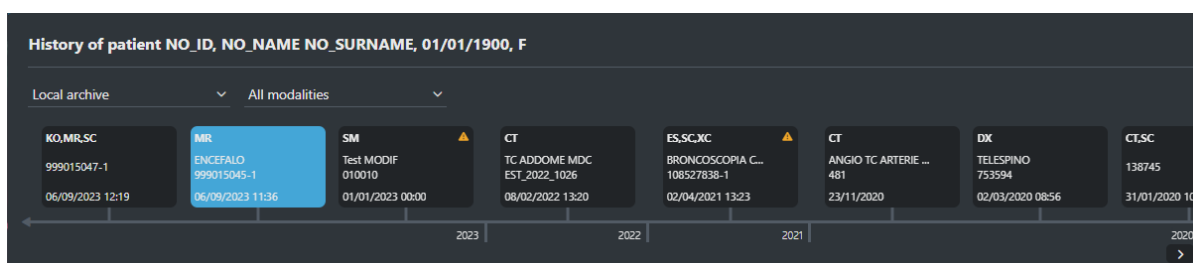 History of patient NO_ID, NO_NAME NO_SURNAME, 01/01/1900, F
Local archive
All modalities
KO,MR,SC
999015047-1
06/09/2023 12:19
MR
ENCEFALO
999015045-1
06/09/2023 11:36
SM
Test MODIF
010010
01/01/2023 00:00
CT
TC ADDOME MDC
EST_2022_1026
08/02/2022 13:20
ES,SC,XC
BRONCOSCOPIA C...
108527838-1
02/04/2021 13:23
CT
ANGIO TC ARTERIE ...
481
23/11/2020
DX
TELESPINO
753594
02/03/2020 08:56
CT,SC
138745
31/01/2020 10
2023
2022
2021
2020